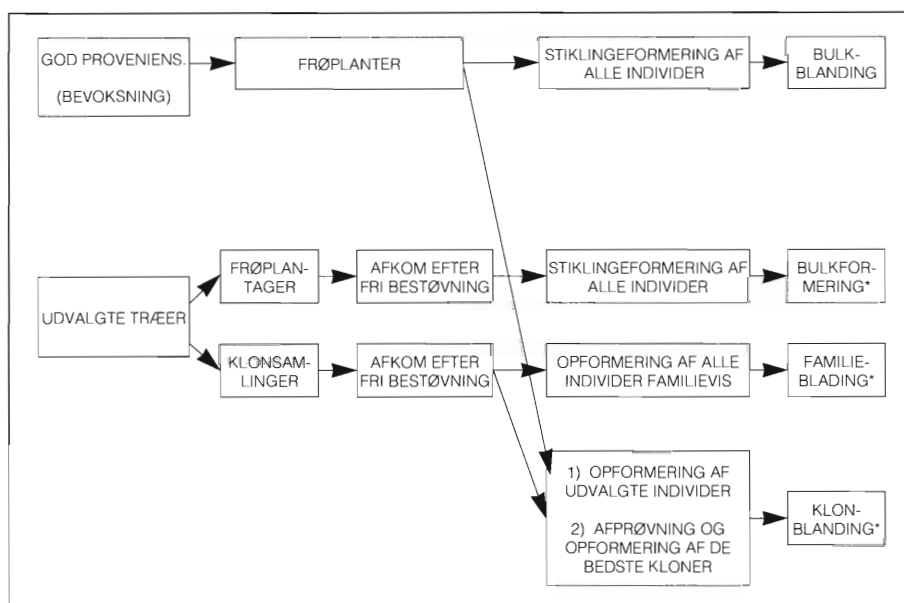 GOD PROVENIENS.
(BEVOKSNING)
FRØPLANTER
STIKLINGEFORMERING AF
ALLE INDIVIDER
BULK-
BLANDING
UDVALGTE TRÆER
FRØPLAN-
TAGER
AFKOM EFTER
FRI BESTØVNING
STIKLINGEFORMERING AF
ALLE INDIVIDER
BULKFOR-
MERING*
KLONSAM-
LINGER
AFKOM EFTER
FRI BESTØVNING
OPFORMERING AF ALLE
INDIVIDER FAMILIEVIS
FAMILIE-
BLADING*
1) OPFORMERING AF
UDVALGTE INDIVIDER
2) AFPRØVNING OG
OPFORMERING AF DE
BEDSTE KLONER
KLON-
BLANDING*